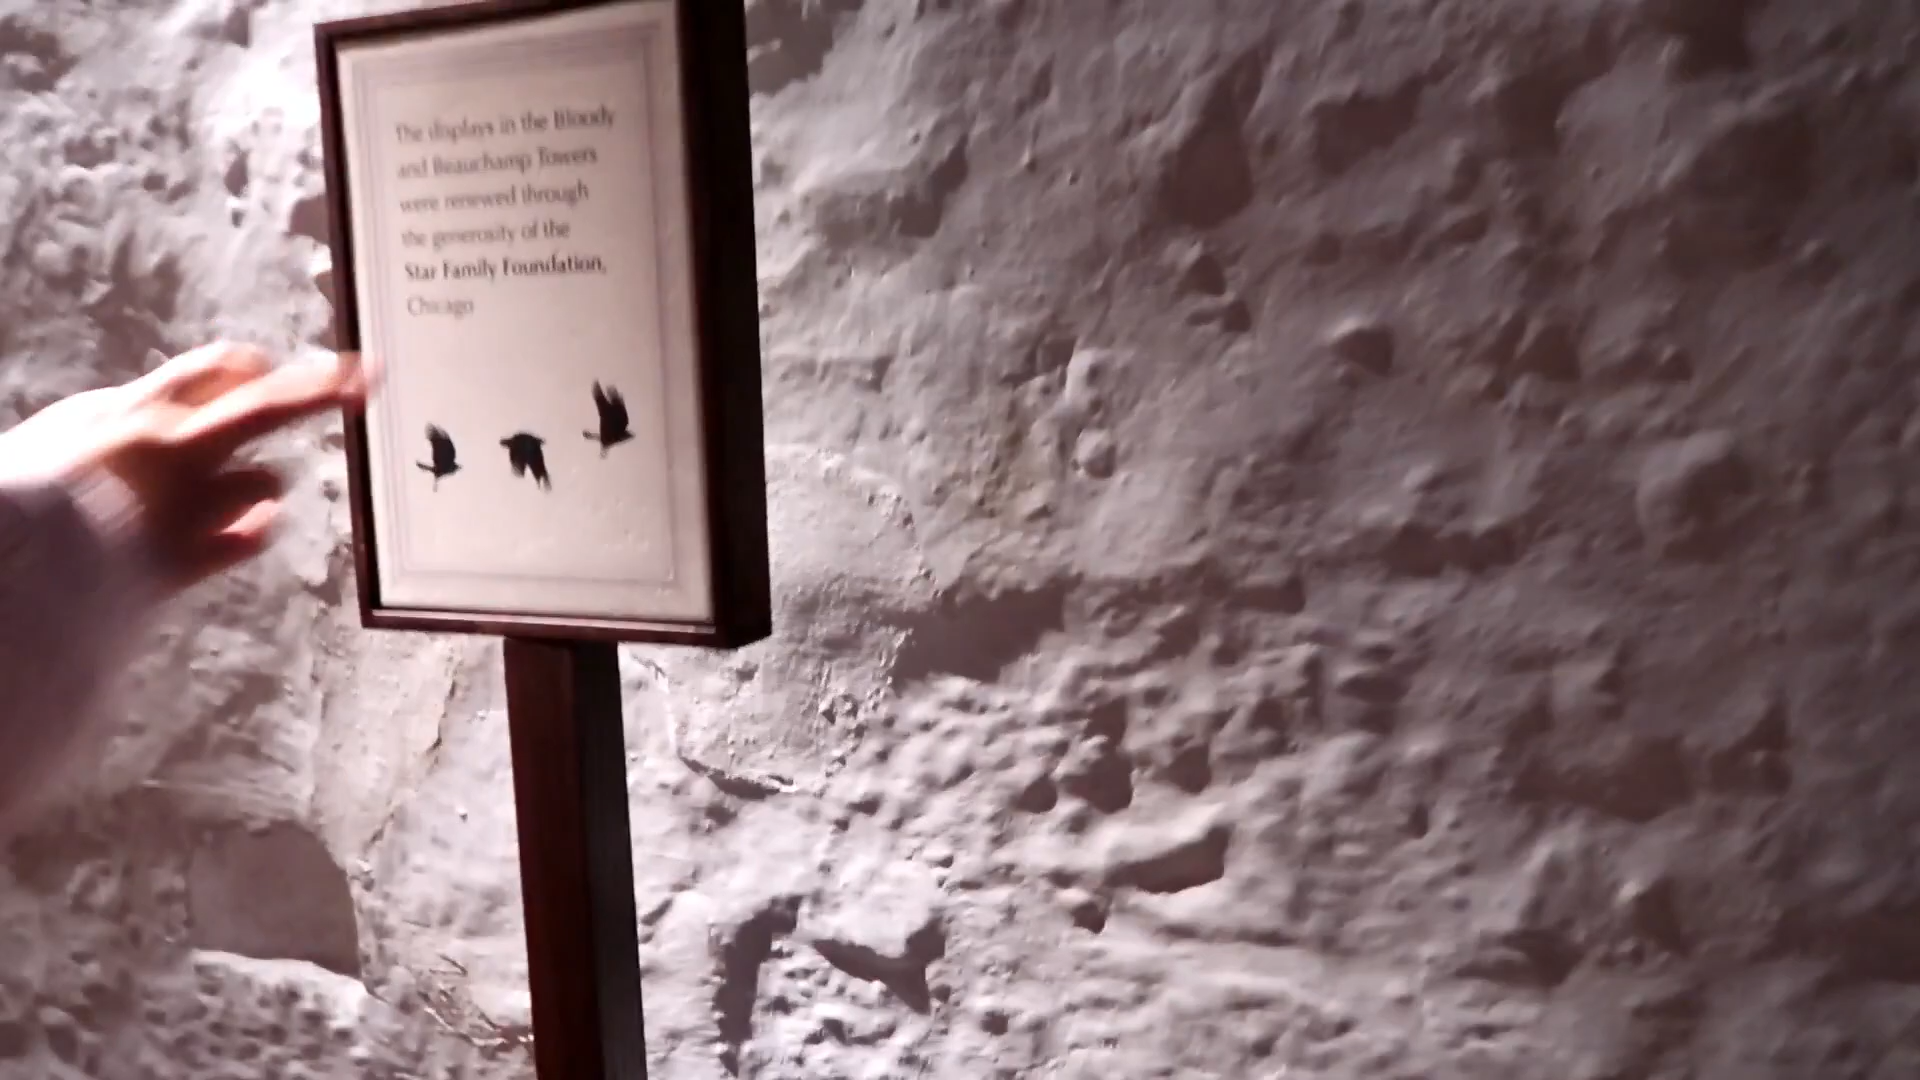 The displays in the Bloody
and Beauchamp Towers
were renewed through
the generosity of the
Star Family Foundation,
Chicago